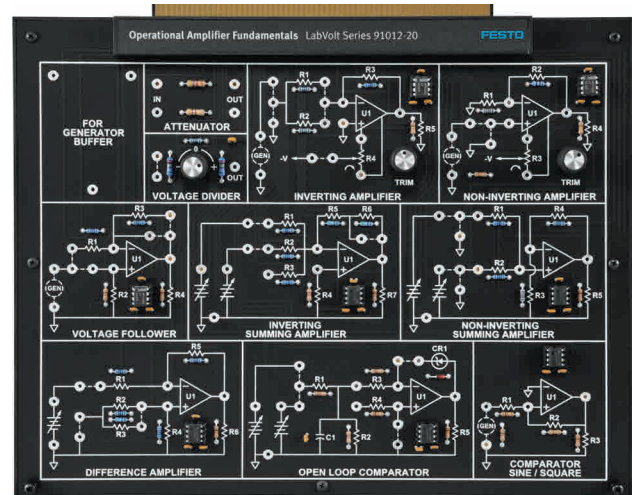 Operational Amplifier Fundamentals LabVolt Series 91012-20
FESTO
FOR
GENERATOR
BUFFER
IN
OUT
ATTENUATOR
0
+
OUT
VOLTAGE DIVIDER
R1
R2
R3
U1
R4
R5
GEN
-V
TRIM
INVERTING AMPLIFIER
R2
R1
U1
R4
R3
GEN
-V
TRIM
NON-INVERTING AMPLIFIER
R3
R1
U1
R2
R4
GEN
VOLTAGE FOLLOWER
R5
R6
R1
R2
R3
U1
R4
R7
INVERTING
SUMMING AMPLIFIER
R1
R4
R2
U1
R3
R5
NON-INVERTING
SUMMING AMPLIFIER
R5
R1
R2
R3
U1
R4
R6
DIFFERENCE AMPLIFIER
CR1
R1
R3
R4
U1
C1
R2
R5
OPEN LOOP COMPARATOR
R1
U1
R2
R3
GEN
COMPARATOR
SINE / SQUARE